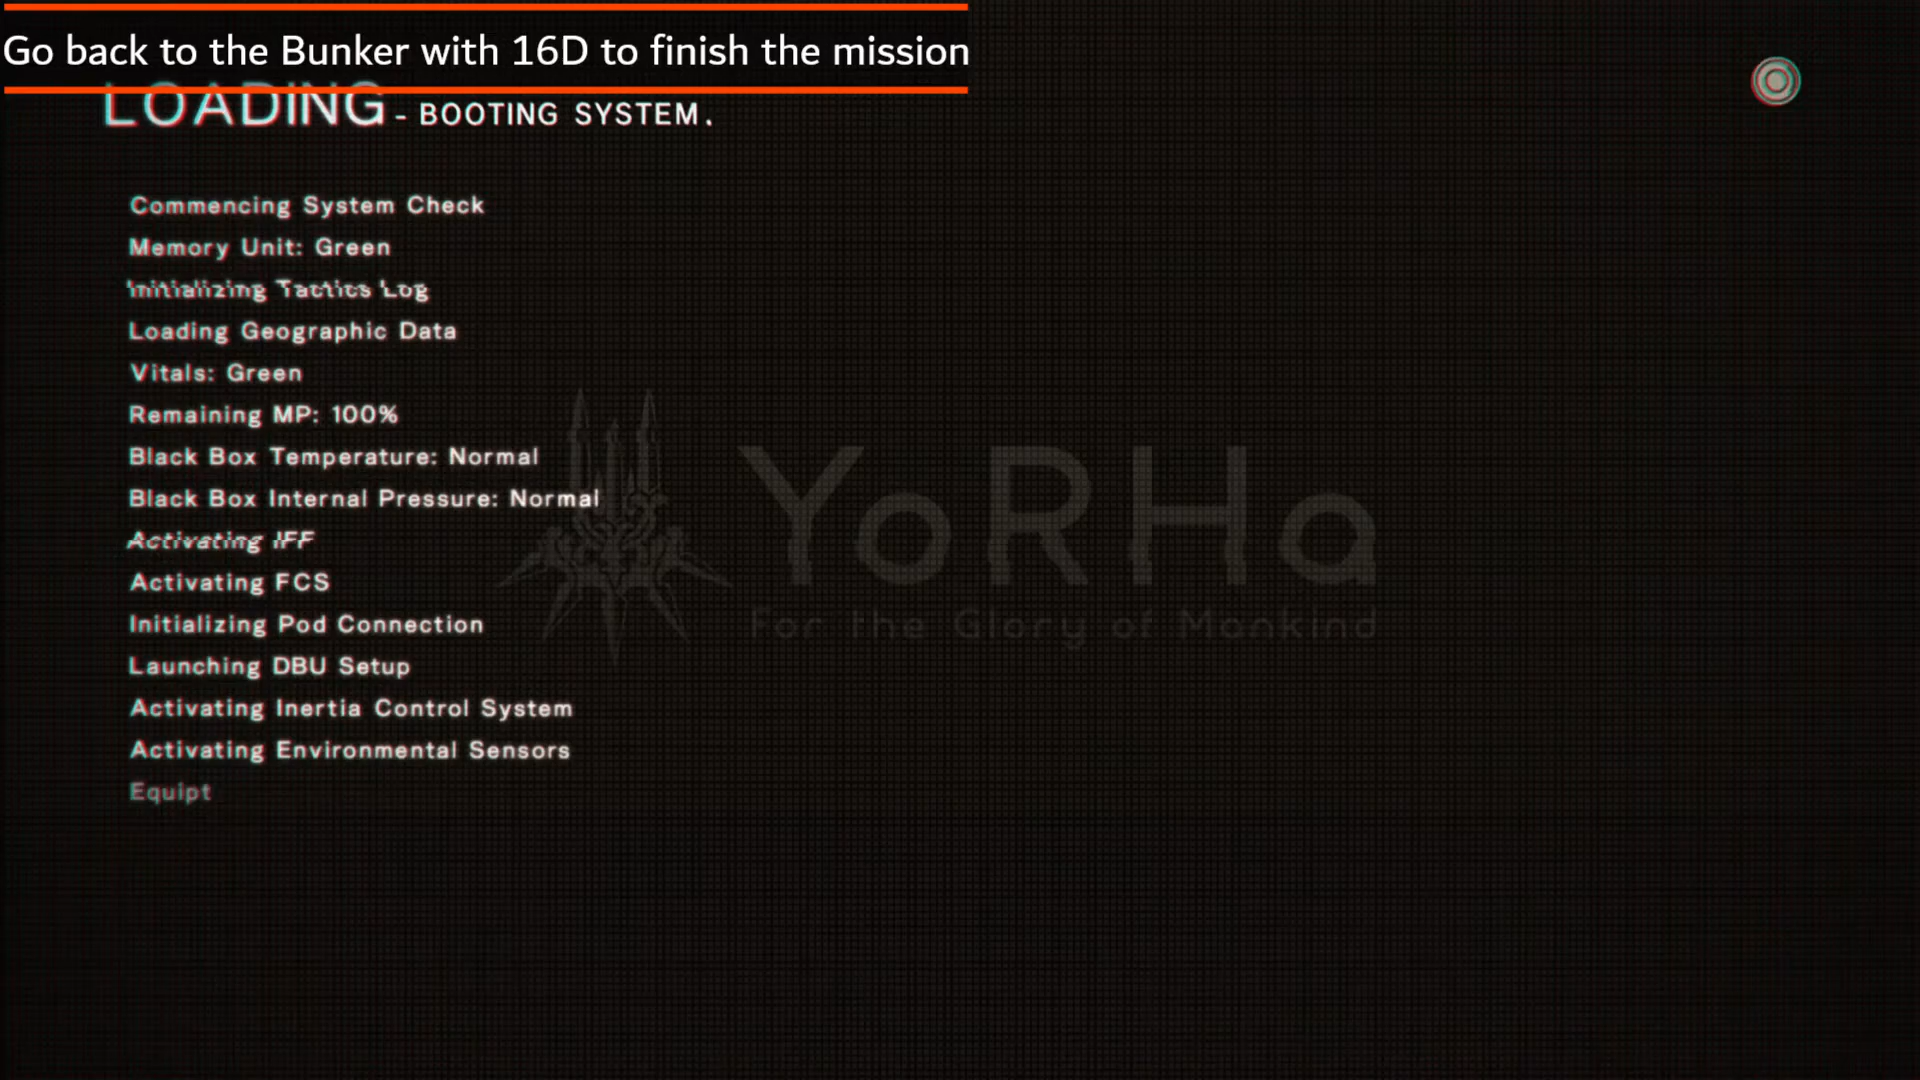 Go back to the Bunker with 16D to finish the mission
LOADING - BOOTING SYSTEM.
Commencing System Check
Memory Unit: Green
Initializing Tactics Log
Loading Geographic Data
Vitals: Green
Remaining MP: 100%
Black Box Temperature: Normal
Black Box Internal Pressure: Normal
Activating IFF
Activating FCS
Initializing Pod Connection
Launching DBU Setup
Activating Inertia Control System
Activating Environmental Sensors
Equipt
YoRHa
For the Glory of Mankind